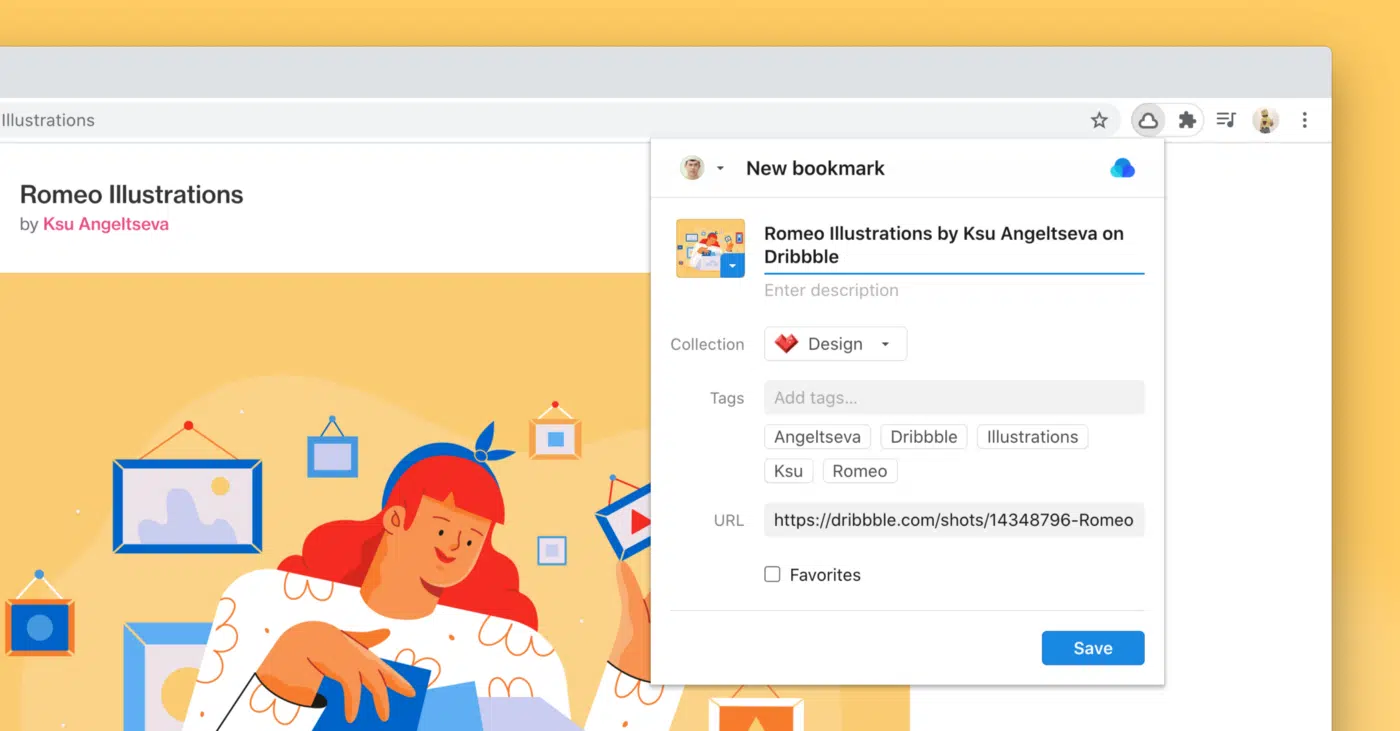 Illustrations
Romeo Illustrations
by Ksu Angeltseva
New bookmark
Romeo Illustrations by Ksu Angeltseva on
Dribbble
Enter description
Collection
Design
Tags
Add tags...
Angeltseva
Dribbble
Illustrations
Ksu
Romeo
URL
https://dribbble.com/shots/14348796-Romeo
Favorites
Save